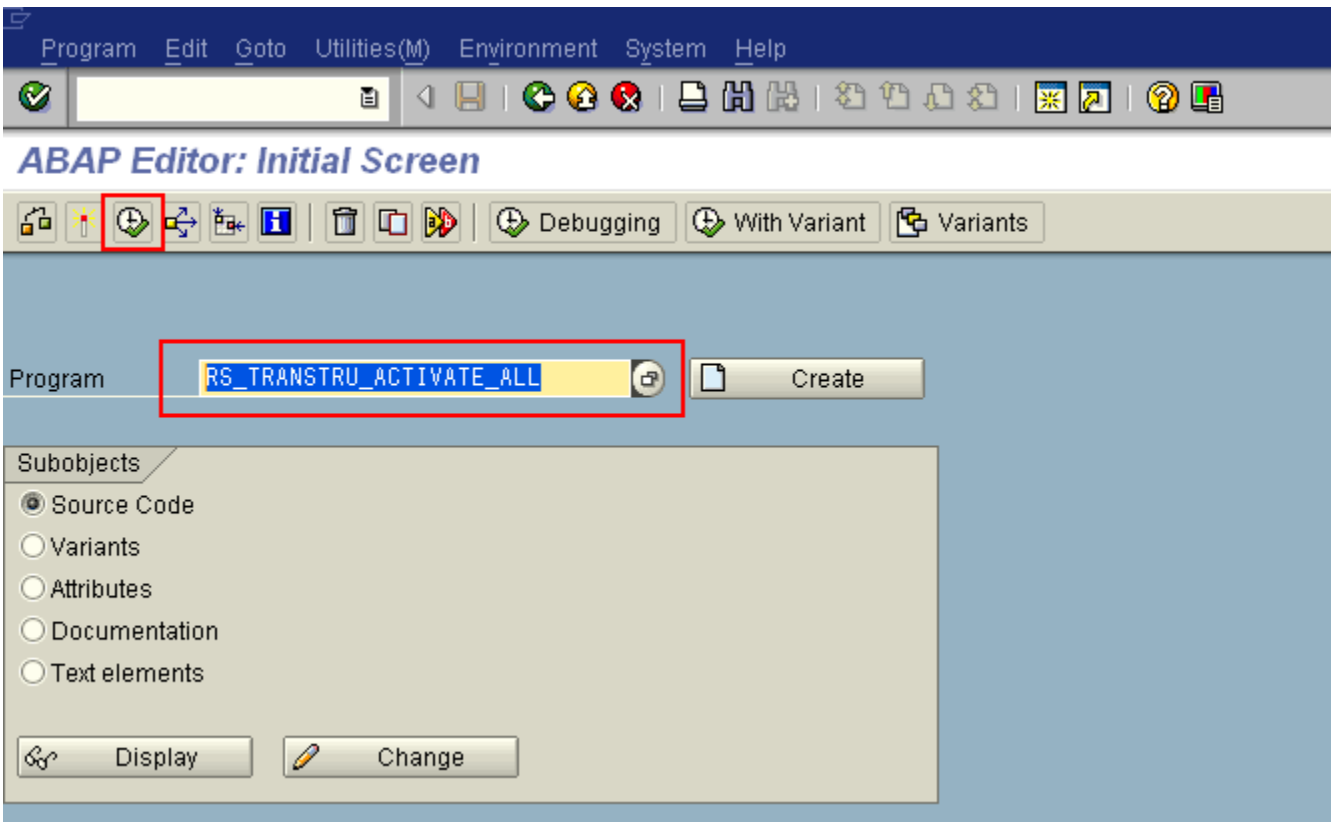 Program Edit Goto Utilities(M) Environment System Help
ABAP Editor: Initial Screen
Debugging With Variant Variants
Program RS_TRANSTRU_ACTIVATE_ALL Create
Subobjects
Source Code
Variants
Attributes
Documentation
Text elements
Display Change